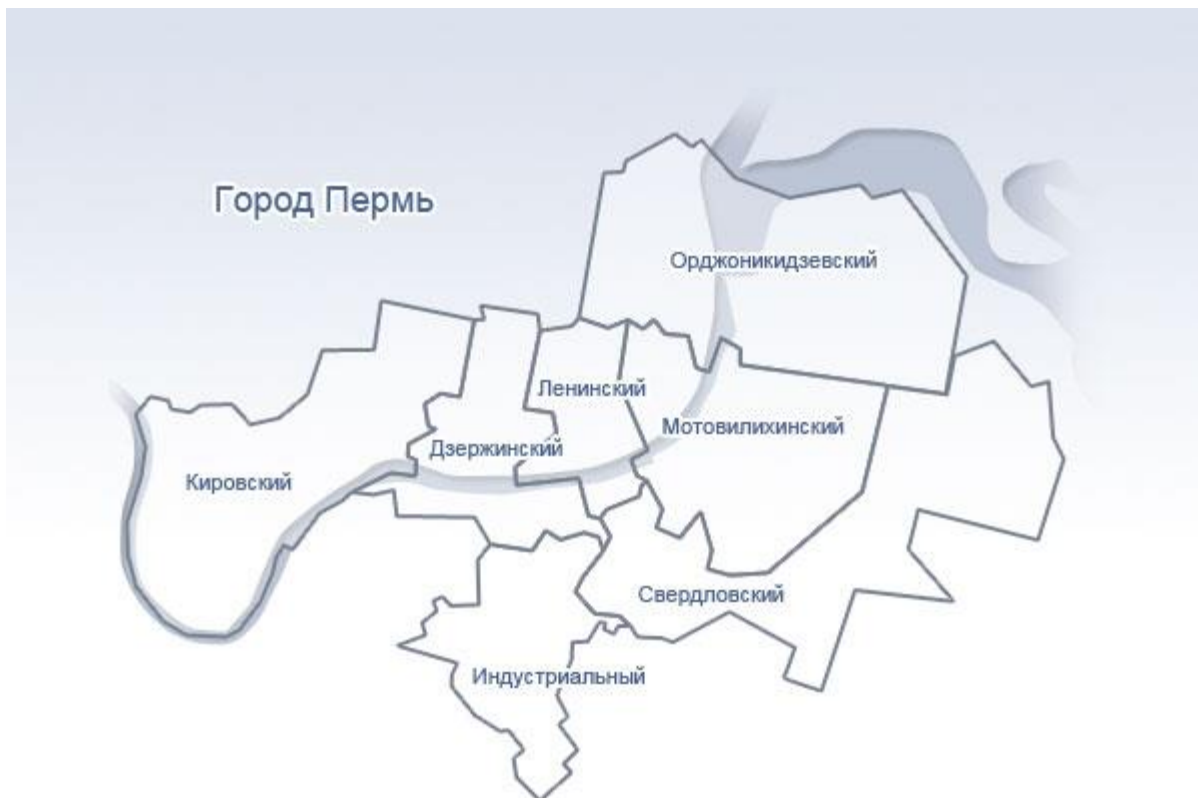 Город Пермь
Орджоникидзевский
Ленинский
Мотовилихинский
Дзержинский
Кировский
Свердловский
Индустриальный